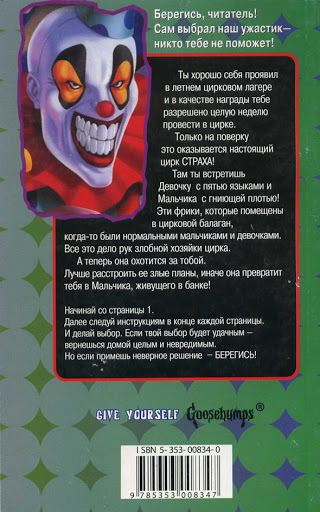 Берегись, читатель!
Сам выбрал наш ужастик—
никто тебе не поможет!
Ты хорошо себя проявил
в летнем цирковом лагере
и в качестве награды тебе
разрешено целую неделю
провести в цирке.
Только на поверку
это оказывается настоящий
цирк СТРАХА!
Там ты встретишь
Девочку с пятью языками и
Мальчика с гниющей плотью!
Эти фрики, которые помещены
в цирковой балаган,
когда-то были нормальными мальчиками и девочками.
Все это дело рук злобной хозяйки цирка.
А теперь она охотится за тобой.
Лучше расстроить ее злые планы, иначе она превратит
тебя в Мальчика, живущего в банке!
Начинай со страницы 1.
Далее следуй инструкциям в конце каждой страницы.
И делай выбор. Если твой выбор будет удачным –
вернешься домой целым и невредимым.
Но если примешь неверное решение – БЕРЕГИСЬ!
GIVE YOURSELF Goosebumps®
ISBN 5-353-00834-0
9785353008347